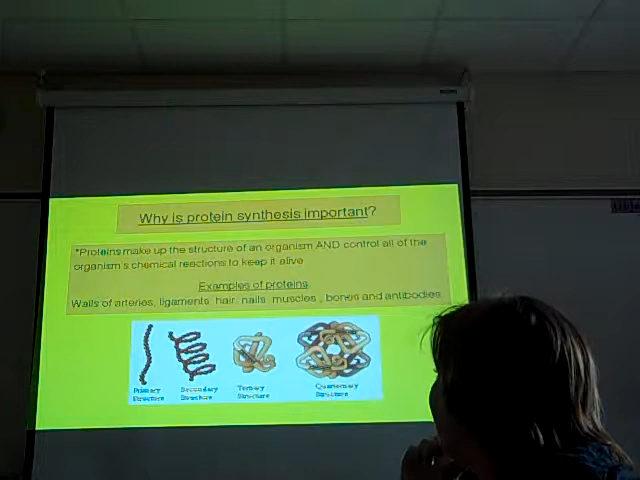 Why is protein synthesis important?
*Proteins make up the structure of an organism AND control all of the
organism's chemical reactions to keep it alive
Examples of proteins
Walls of arteries, ligaments, hair, nails, muscles, bones and antibodies.
Primary Structure
Secondary Structure
Tertiary Structure
Quarternary Structure